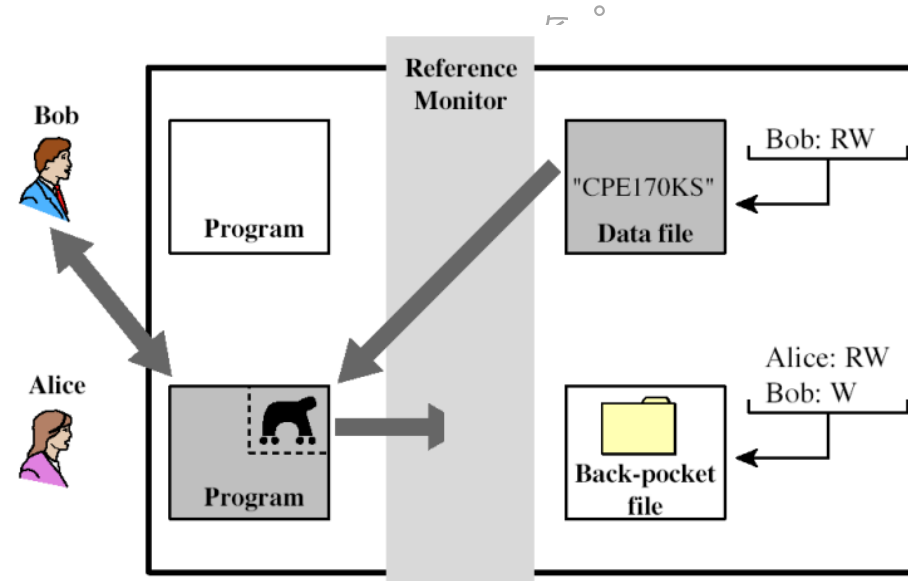 Reference
Monitor
Bob
Program
"CPE170KS"
Data file
Bob: RW
Alice
Program
Back-pocket
file
Alice: RW
Bob: W